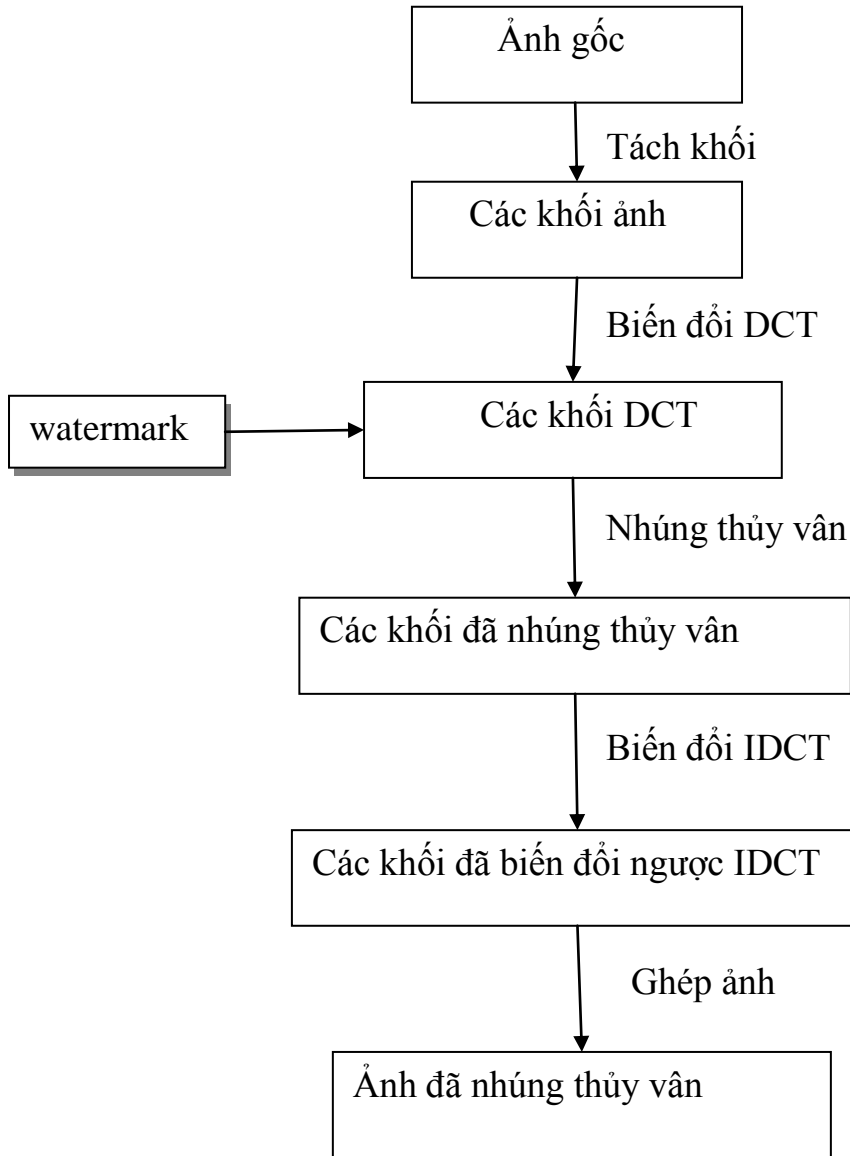 Ảnh gốc
Tách khối
Các khối ảnh
Biến đổi DCT
Các khối DCT
watermark
Nhúng thủy vân
Các khối đã nhúng thủy vân
Biến đổi IDCT
Các khối đã biến đổi ngược IDCT
Ghép ảnh
Ảnh đã nhúng thủy vân